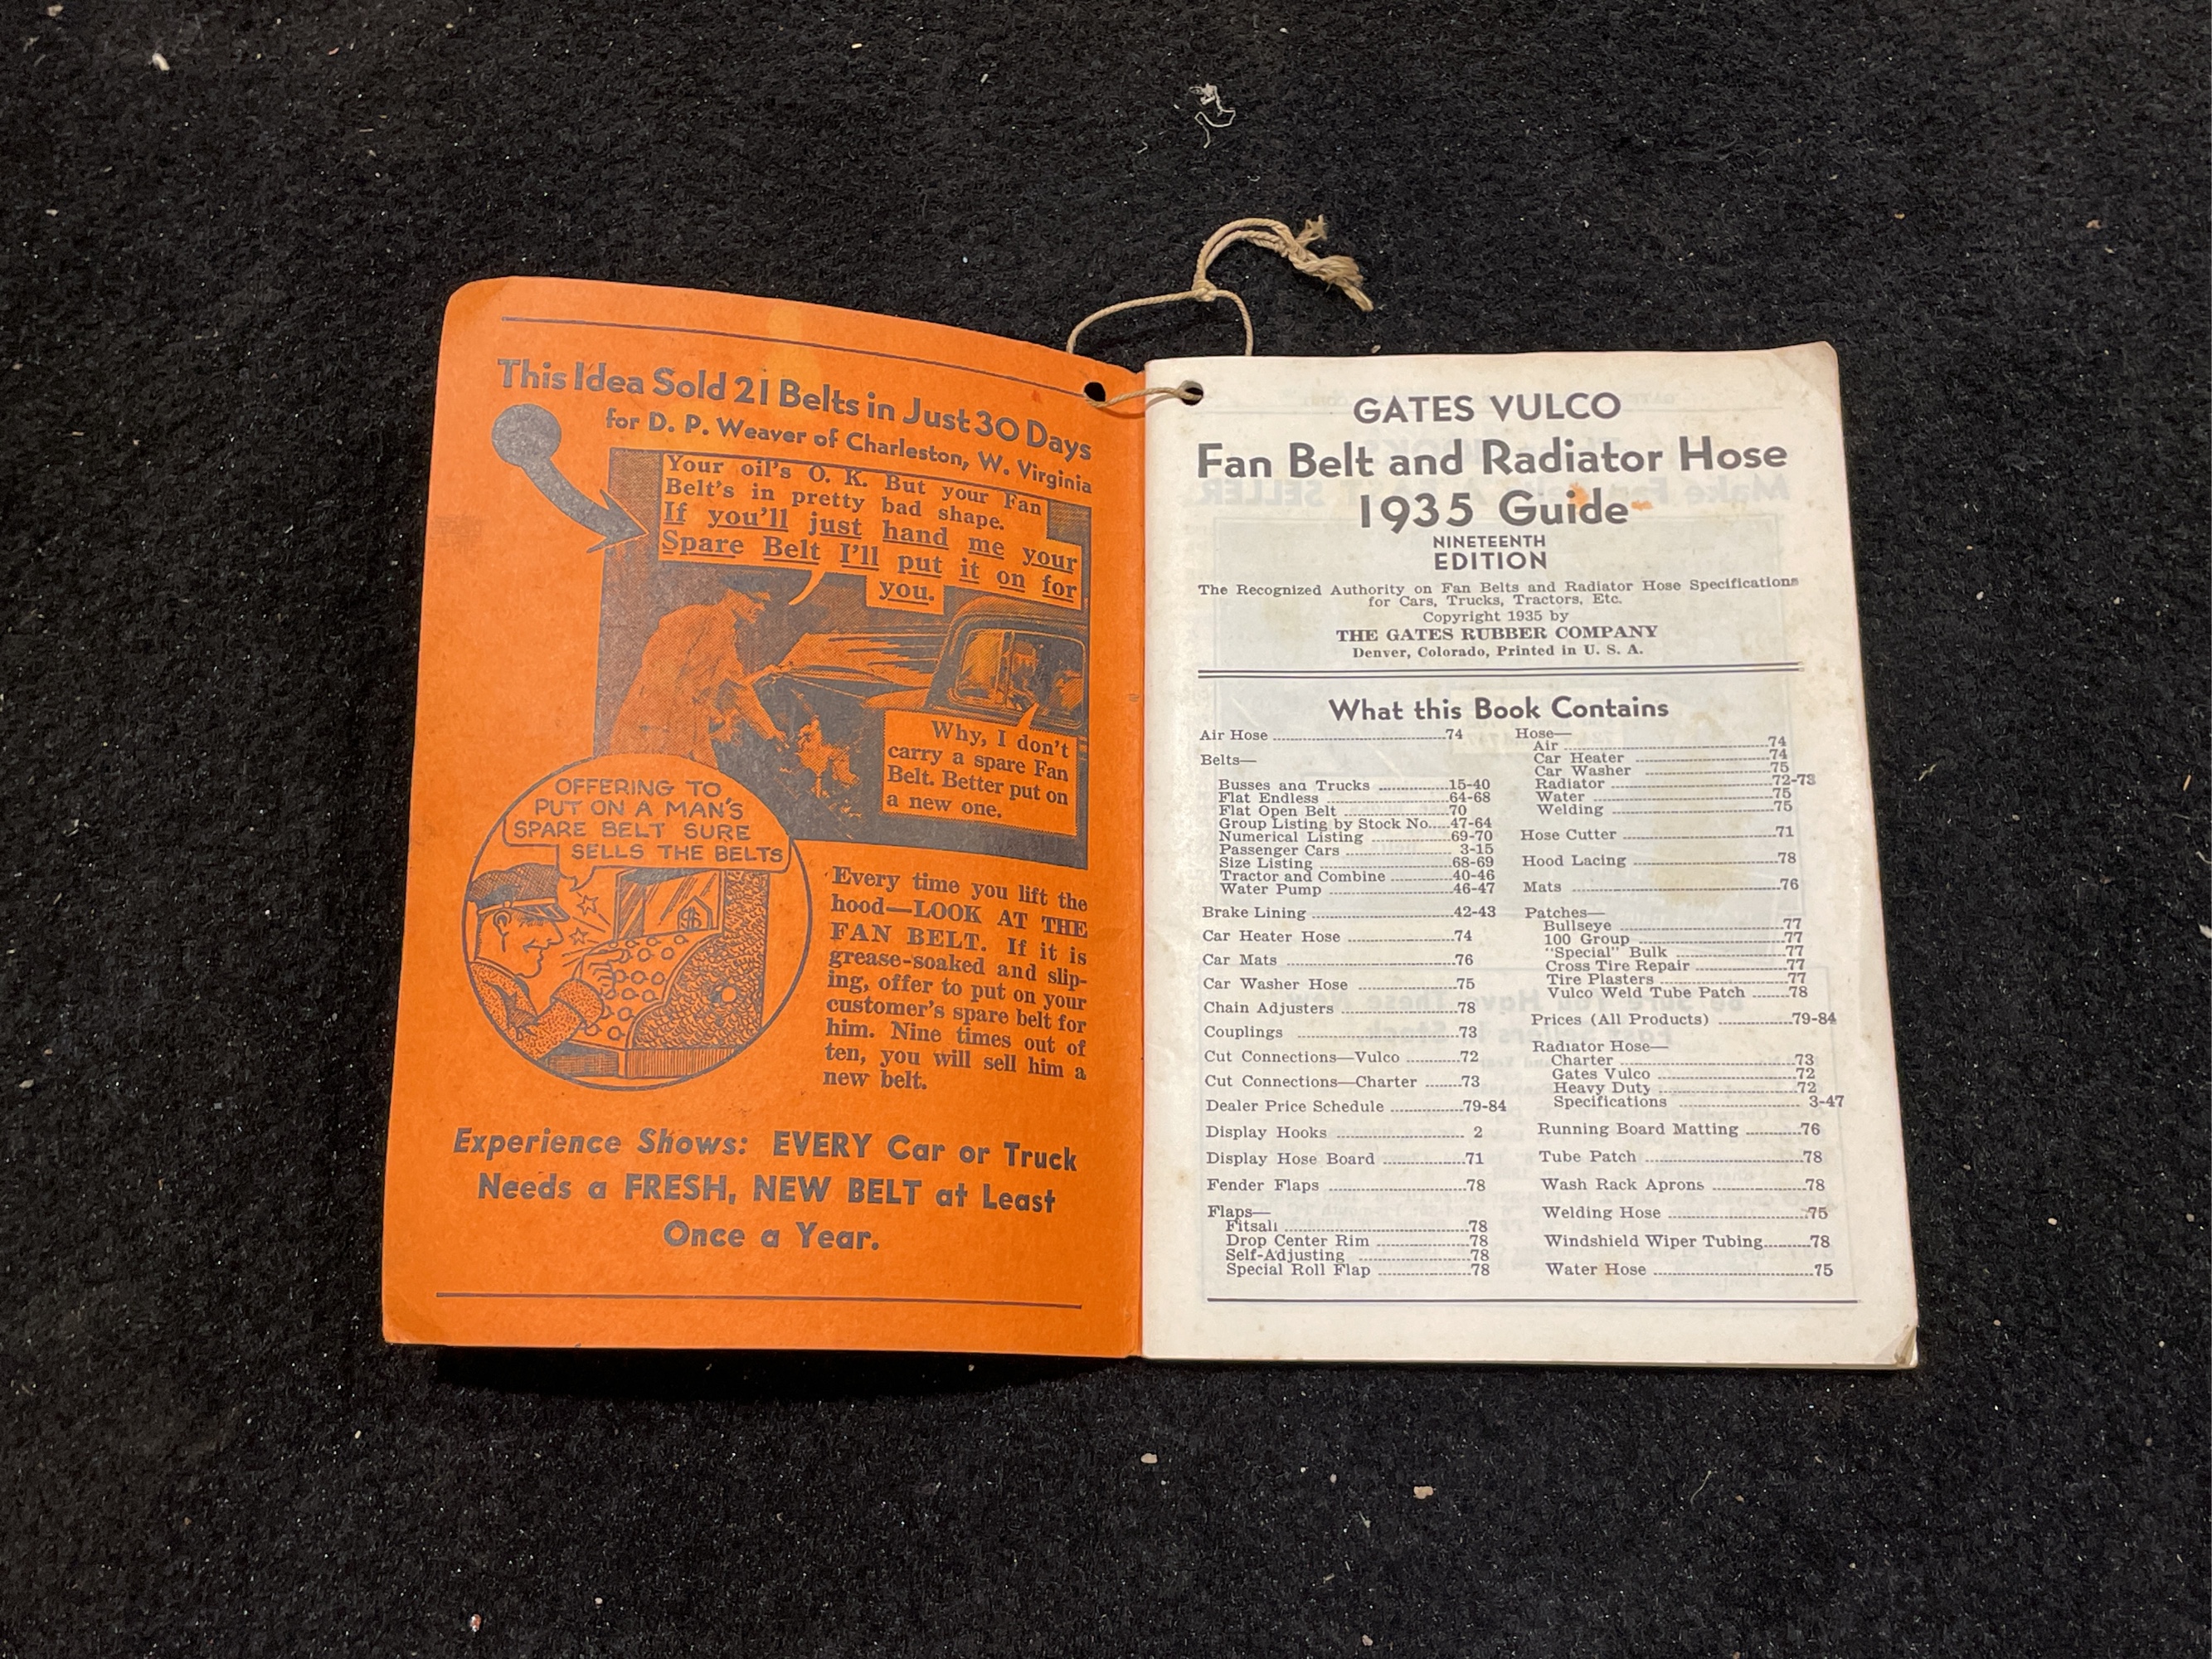 This Idea Sold 21 Belts in Just 30 Days
for D. P. Weaver of Charleston, W. Virginia
Your oil's O. K. But your Fan
Belt's in pretty bad shape.
If you'll just hand me your
Spare Belt I'll put it on for
you.
Why, I don't
carry a spare Fan
Belt. Better put on
a new one.
OFFERING TO
PUT ON A MAN'S
SPARE BELT SURE
SELLS THE BELTS
$
Every time you lift the
hood—LOOK AT THE
FAN BELT. If it is
grease-soaked and slip-
ing, offer to put on your
customer's spare belt for
him. Nine times out of
ten, you will sell him a
new belt.
Experience Shows: EVERY Car or Truck
Needs a FRESH, NEW BELT at Least
Once a Year.
GATES VULCO
Fan Belt and Radiator Hose
1935 Guide
NINETEENTH
EDITION
The Recognized Authority on Fan Belts and Radiator Hose Specifications
for Cars, Trucks, Tractors, Etc.
Copyright 1935 by
THE GATES RUBBER COMPANY
Denver, Colorado, Printed in U. S. A.
What this Book Contains
Air Hose 74
Belts—
Busses and Trucks 15-40
Flat Endless 64-68
Flat Open Belt 70
Group Listing by Stock No. 47-64
Numerical Listing 69-70
Passenger Cars 3-15
Size Listing 68-69
Tractor and Combine 40-46
Water Pump 46-47
Brake Lining 42-43
Car Heater Hose 74
Car Mats 76
Car Washer Hose 75
Chain Adjusters 78
Couplings 73
Cut Connections—Vulco 72
Cut Connections—Charter 73
Dealer Price Schedule 79-84
Display Hooks 2
Display Hose Board 71
Fender Flaps 78
Flaps—
Fitsall 78
Drop Center Rim 78
Self-Adjusting 78
Special Roll Flap 78
Hose—
Air 74
Car Heater 74
Car Washer 75
Radiator 72-73
Water 75
Welding 75
Hose Cutter 71
Hood Lacing 78
Mats 76
Patches—
Bullseye 77
100 Group 77
"Special" Bulk 77
Cross Tire Repair 77
Tire Plasters 77
Vulco Weld Tube Patch 78
Prices (All Products) 79-84
Radiator Hose—
Charter 73
Gates Vulco 72
Heavy Duty 72
Specifications 3-47
Running Board Matting 76
Tube Patch 78
Wash Rack Aprons 78
Welding Hose 75
Windshield Wiper Tubing 78
Water Hose 75